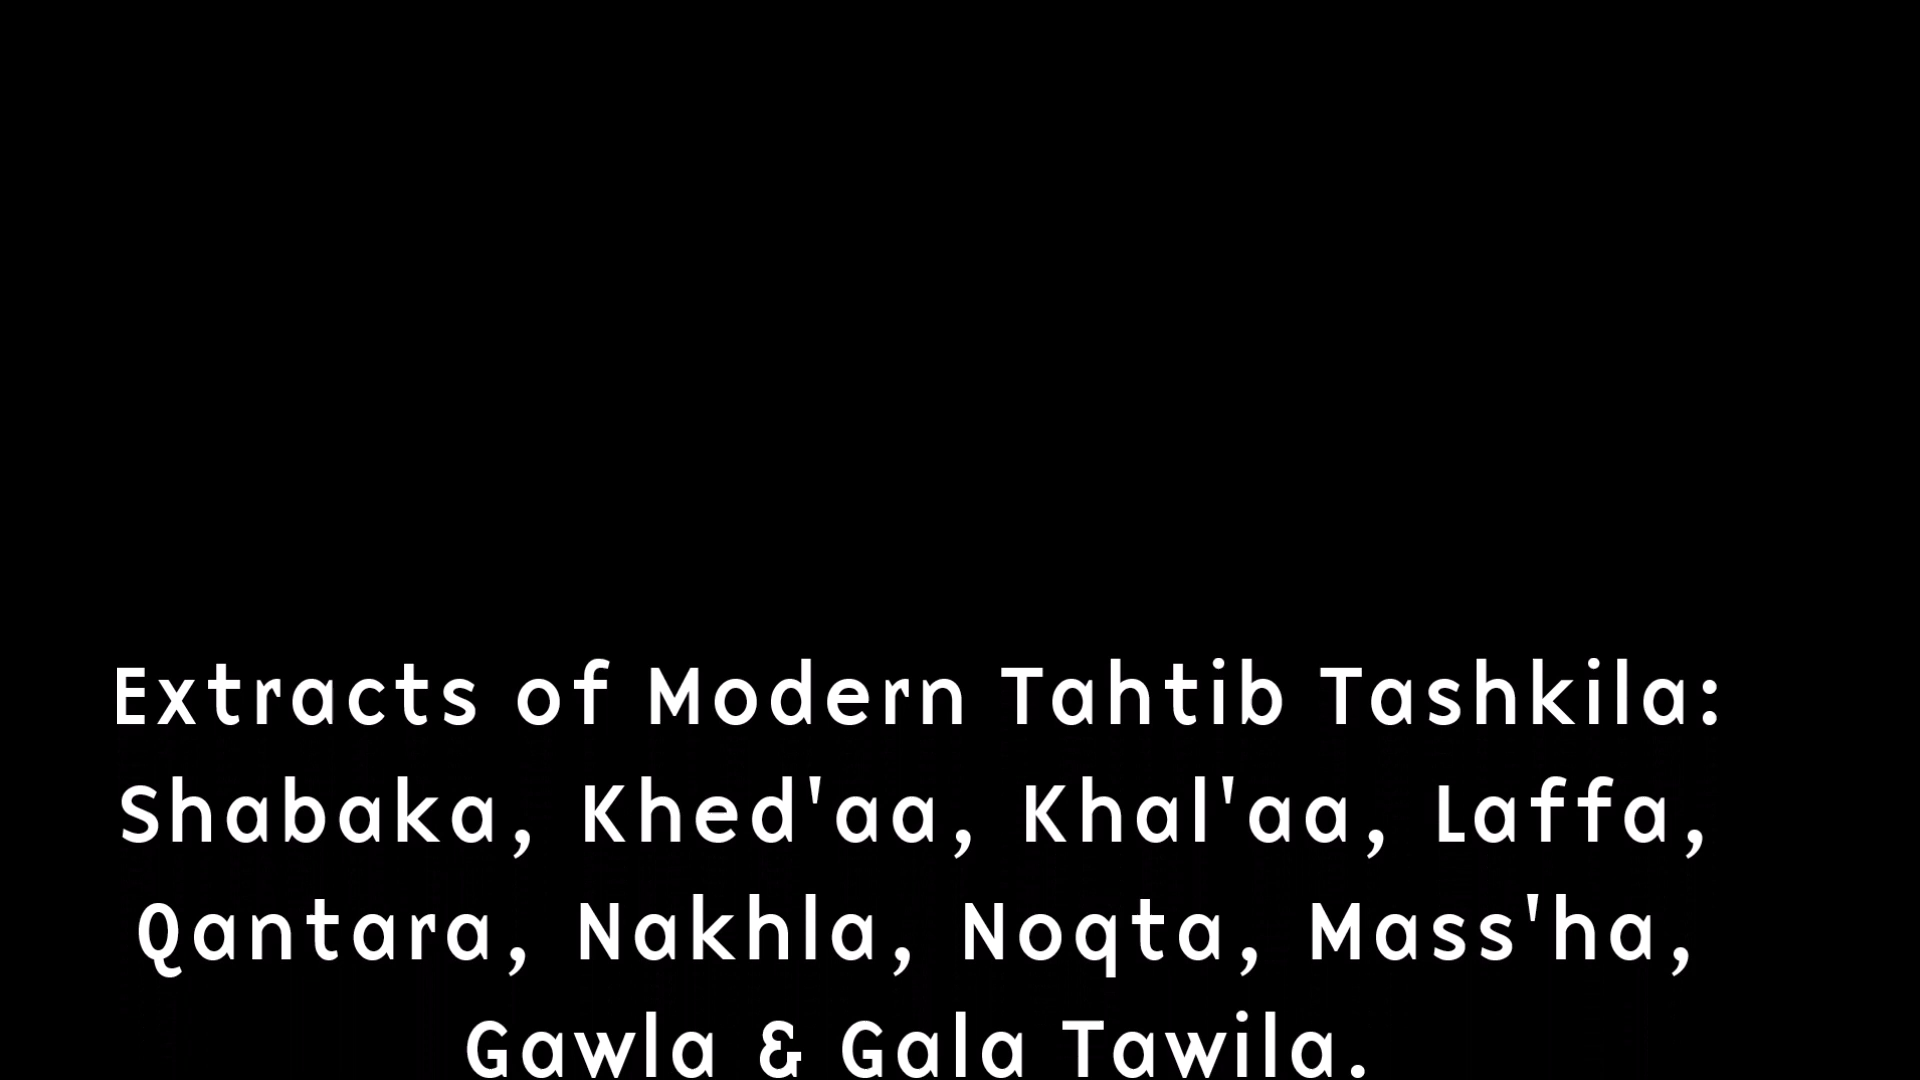 Extracts of Modern Tahtib Tashkila:
Shabaka, Khed'aa, Khal'aa, Laffa,
Qantara, Nakhla, Noqta, Mass'ha,
Gawla & Gala Tawila.